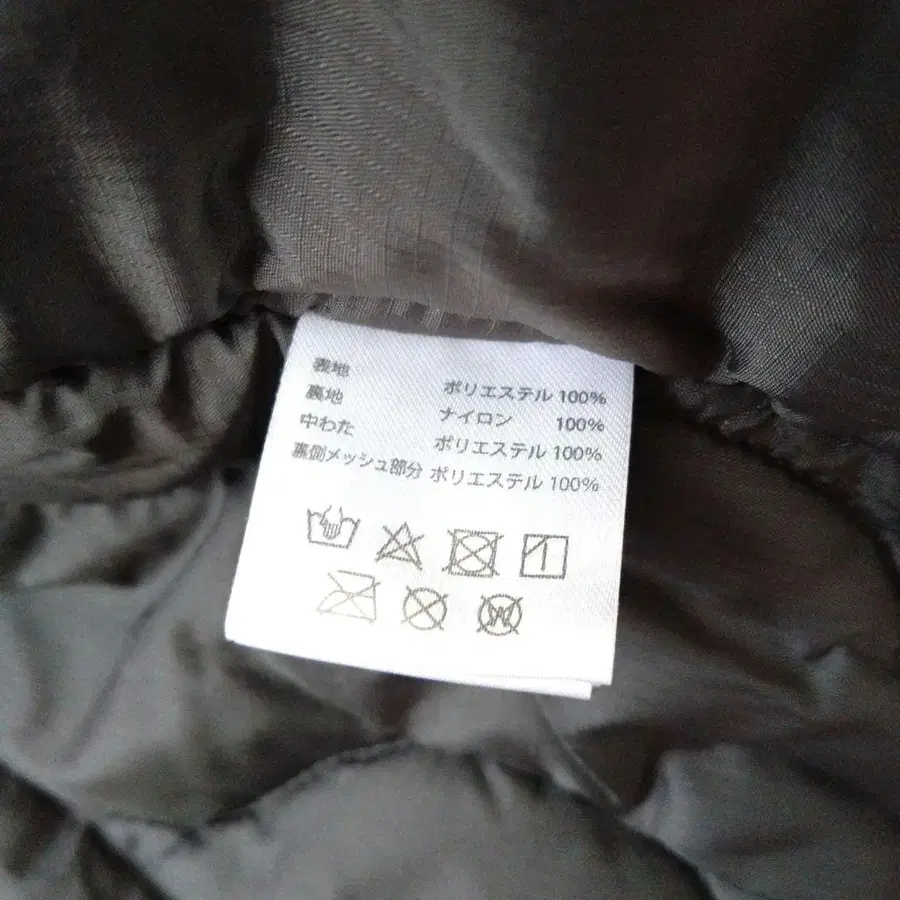 表地 ポリエステル 100%
裏地 ナイロン 100%
中わた ポリエステル 100%
裏側メッシュ部分 ポリエステル 100%